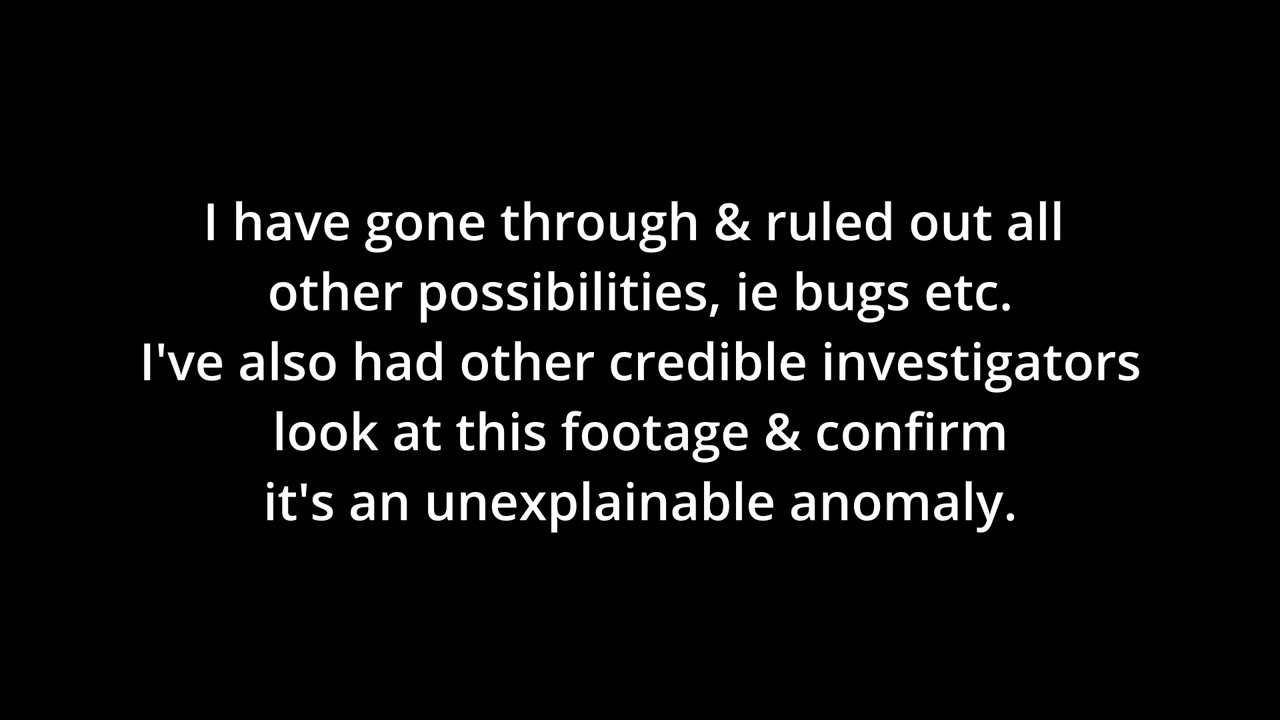 I have gone through & ruled out all
other possibilities, ie bugs etc.
I've also had other credible investigators
look at this footage & confirm
it's an unexplainable anomaly.